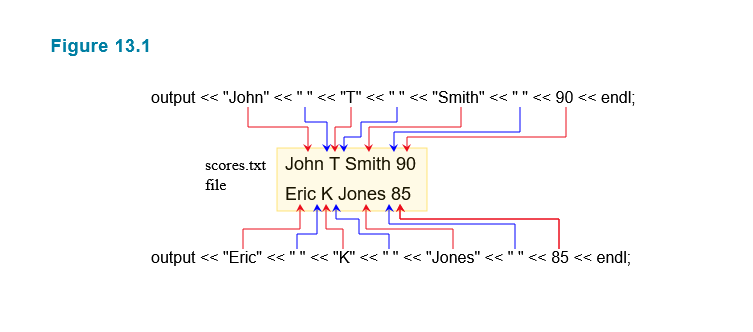 Figure 13.1
output << "John" << " " << "T" << " " << "Smith" << " " << 90 << endl;
scores.txt
file
John T Smith 90
Eric K Jones 85
output << "Eric" << " " << "K" << " " << "Jones" << " " << 85 << endl;